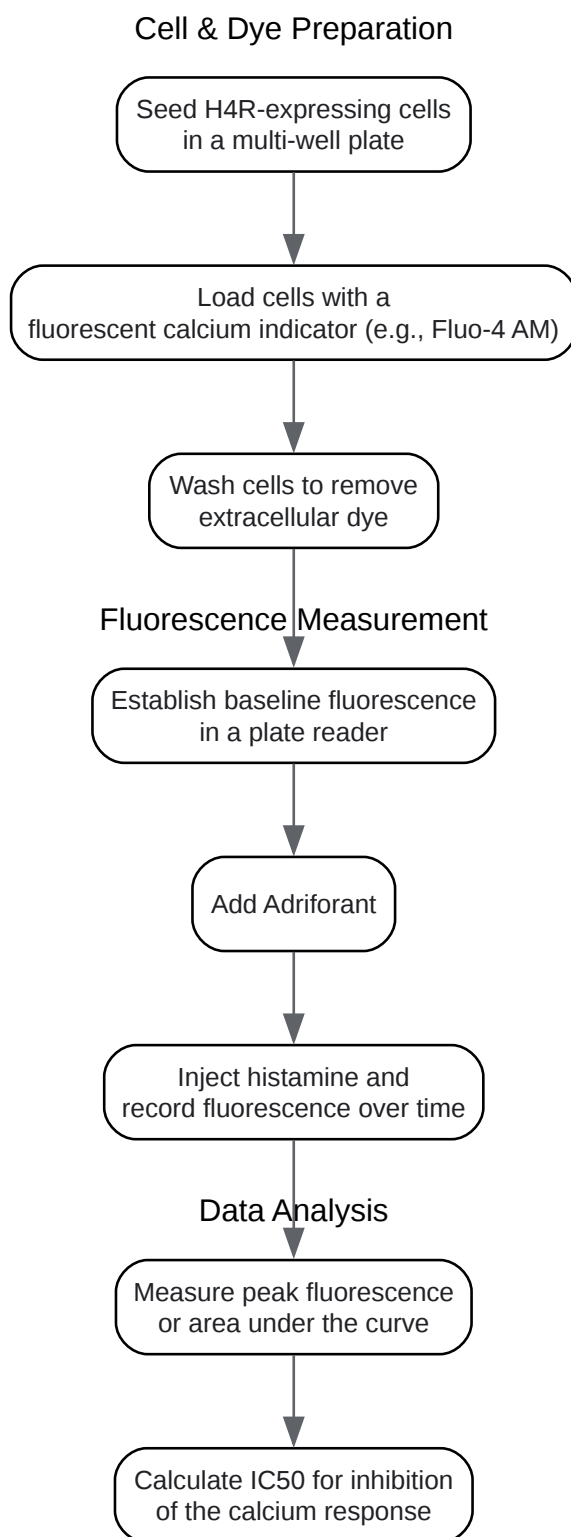 Cell & Dye Preparation
Seed H4R-expressing cells
in a multi-well plate
Load cells with a
fluorescent calcium indicator (e.g., Fluo-4 AM)
Wash cells to remove
extracellular dye
Fluorescence Measurement
Establish baseline fluorescence
in a plate reader
Add Adriforant
Inject histamine and
record fluorescence over time
Data Analysis
Measure peak fluorescence
or area under the curve
Calculate IC50 for inhibition
of the calcium response